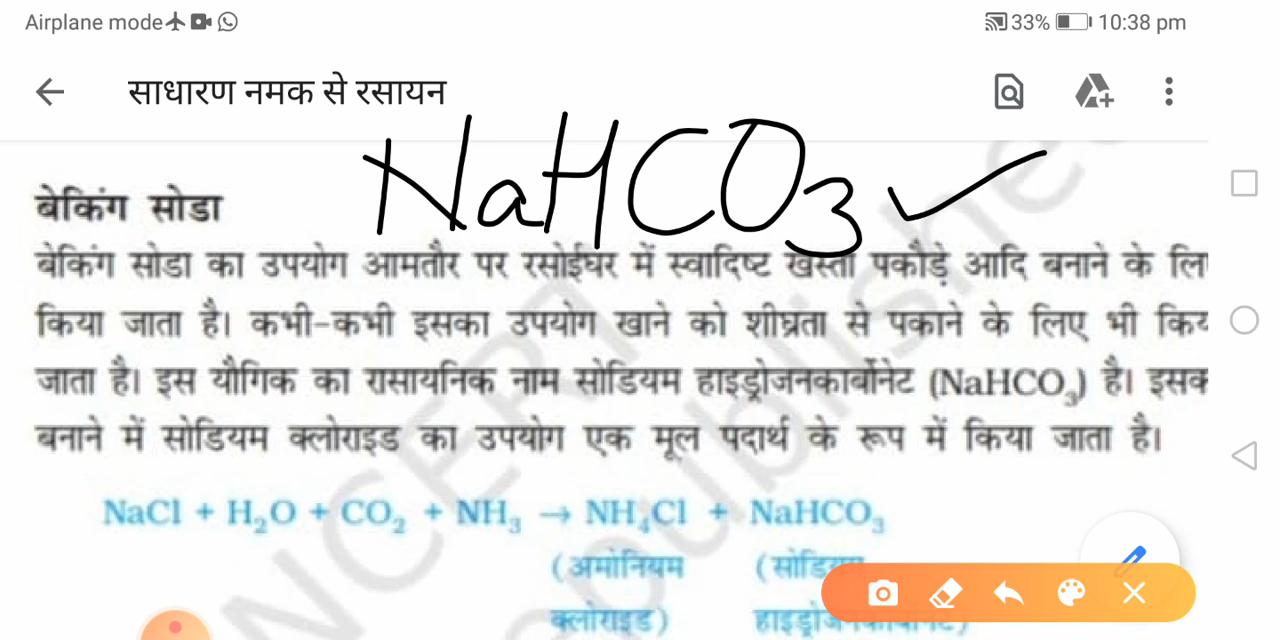 Airplane mode 33% 10:38 pm
साधारण नमक से रसायन
NaHCO3
बेकिंग सोडा
बेकिंग सोडा का उपयोग आमतौर पर रसोईघर में स्वादिष्ट खस्ता पकौड़े आदि बनाने के
किया जाता है। कभी-कभी इसका उपयोग खाने को शीघ्रता से पकाने के लिए भी
जाता है। इस यौगिक का रासायनिक नाम सोडियम हाइड्रोजनकार्बोनेट (NaHCO₃) है।
बनाने में सोडियम क्लोराइड का उपयोग एक मूल पदार्थ के रूप में किया जाता है।
NaCl + H₂O + CO₂ + NH₃ → NH₄Cl + NaHCO₃
(अमोनियम (सोडियम
क्लोराइड)
NCERT